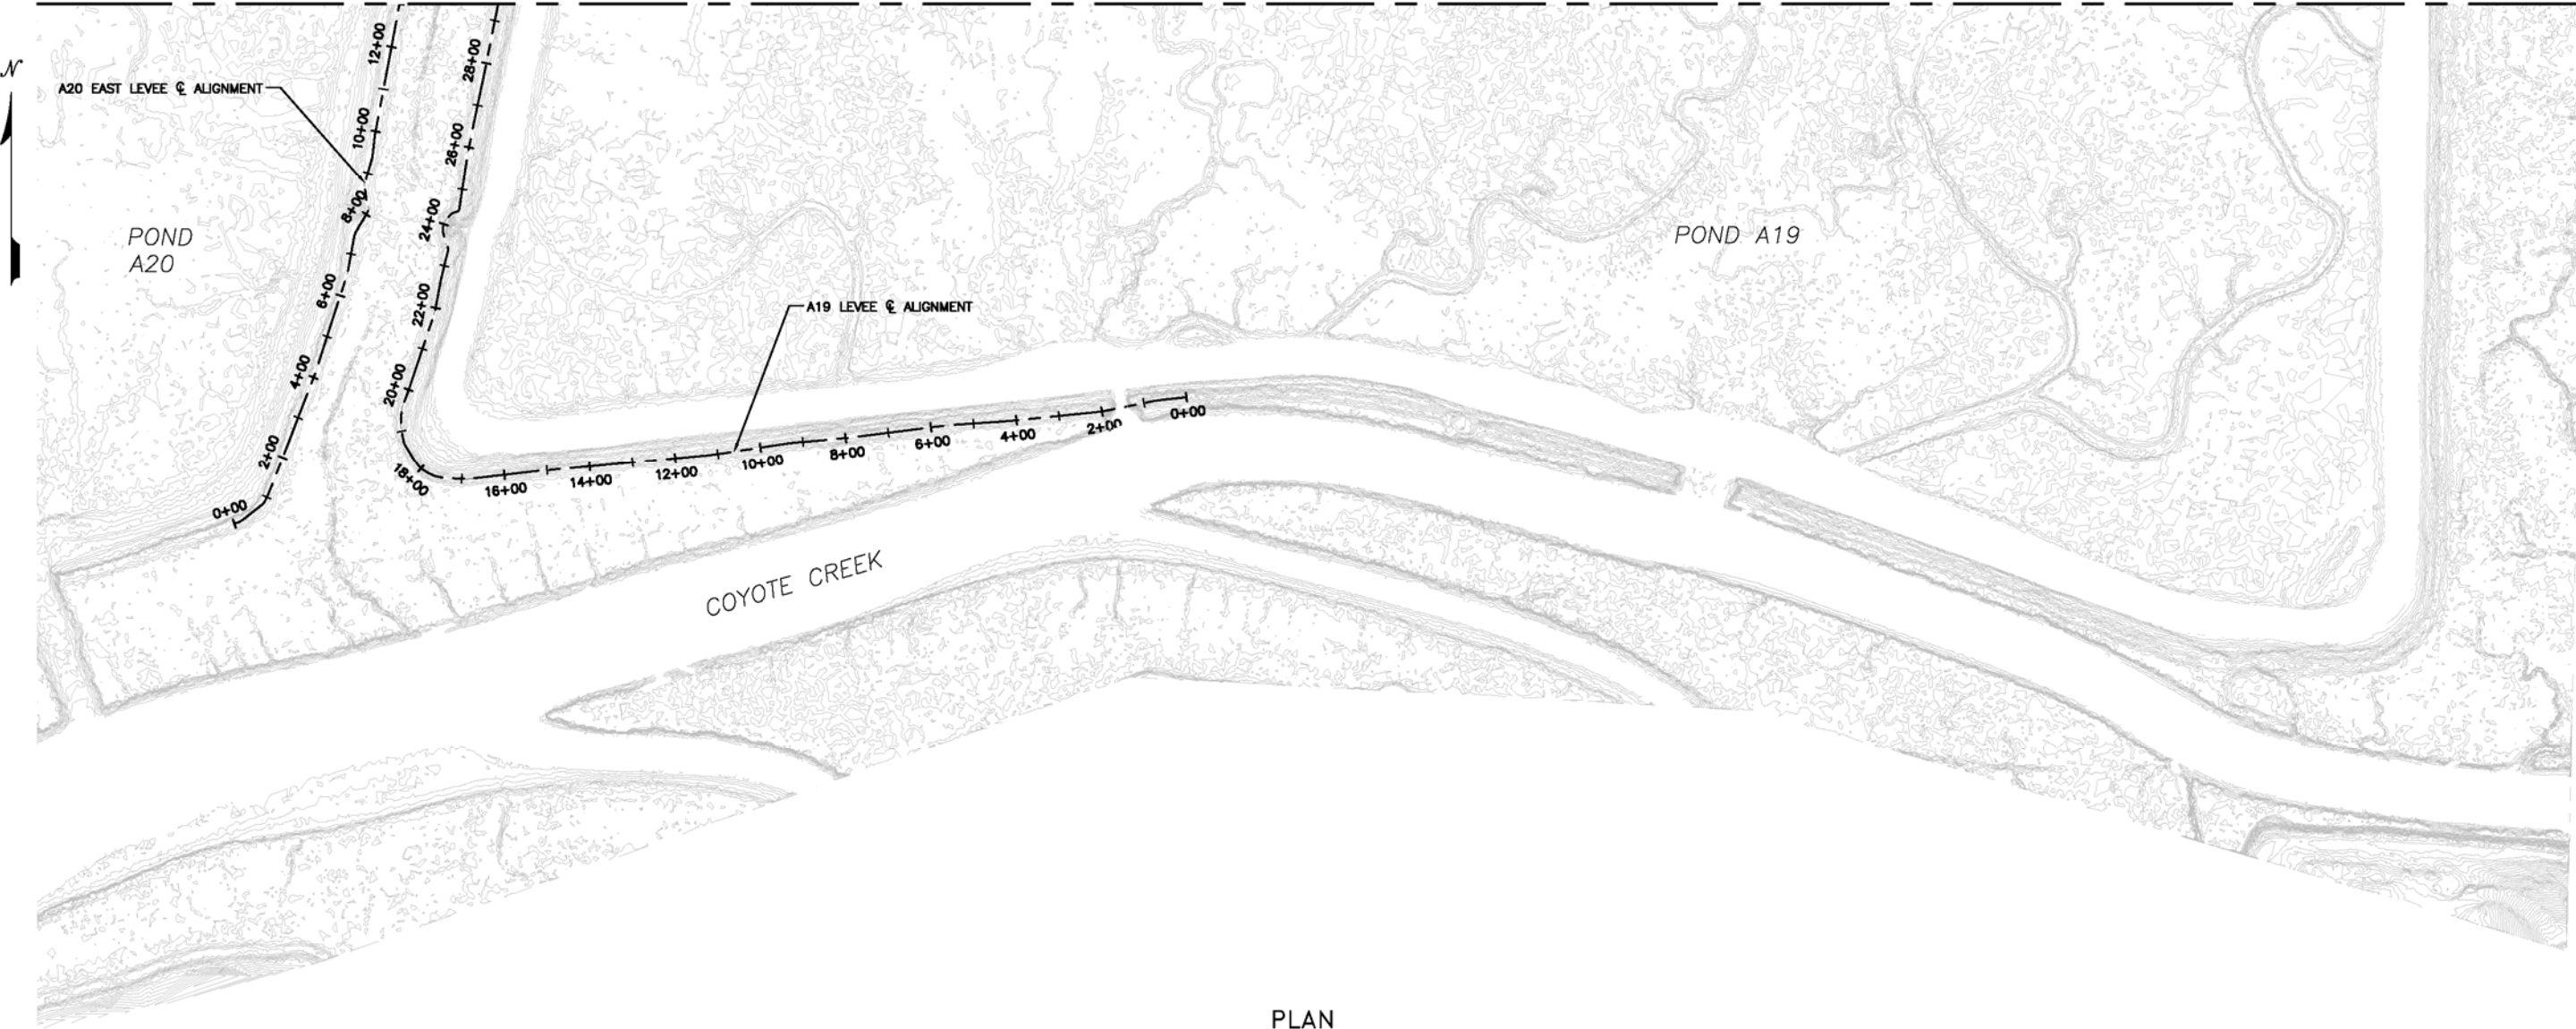 N
12+00
28+00
A20 EAST LEVEE ℄ ALIGNMENT
10+00
26+00
8+00
24+00
POND
A20
POND A19
6+00
22+00
A19 LEVEE ℄ ALIGNMENT
4+00
20+00
2+00
18+00
0+00
16+00
14+00
12+00
10+00
8+00
6+00
4+00
2+00
0+00
COYOTE CREEK
PLAN